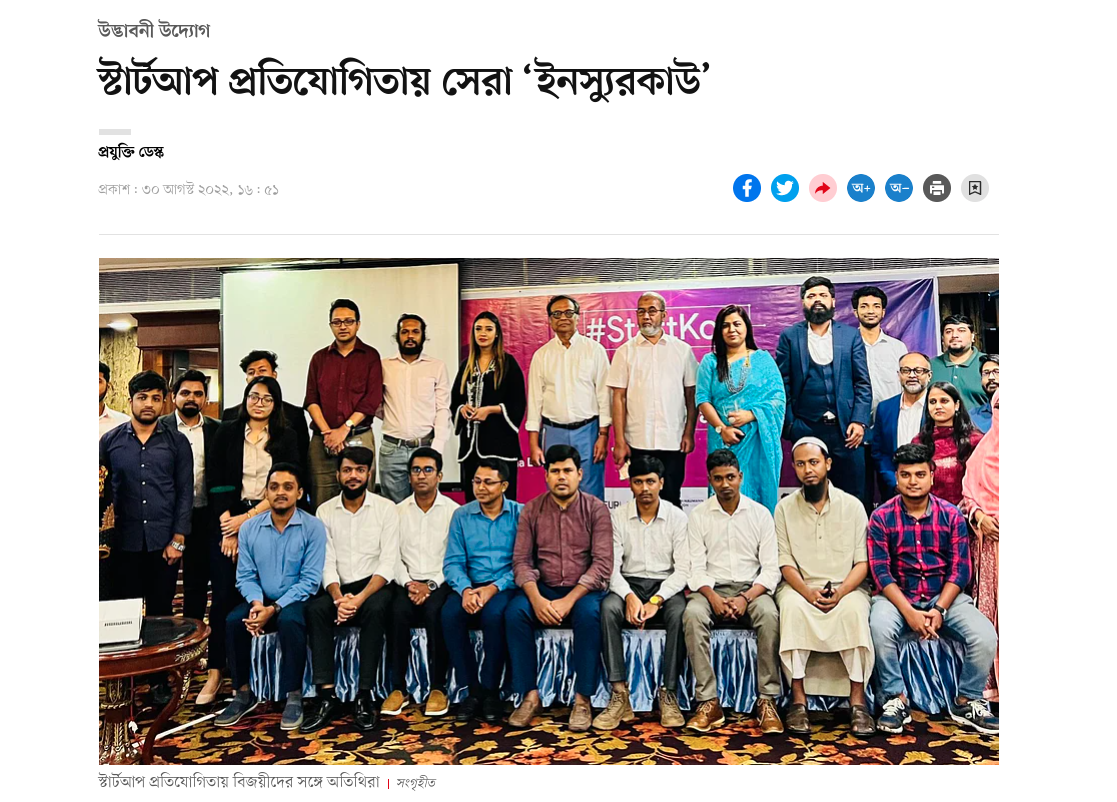 উদ্ভাবনী উদ্যোগ
স্টার্টআপ প্রতিযোগিতায় সেরা ‘ইনস্যুরকাউ’
প্রযুক্তি ডেস্ক
প্রকাশ : ৩০ আগস্ট ২০২২, ১৬ : ৫১
অ+ অ−
স্টার্টআপ প্রতিযোগিতায় বিজয়ীদের সঙ্গে অতিথিরা | সংগৃহীত